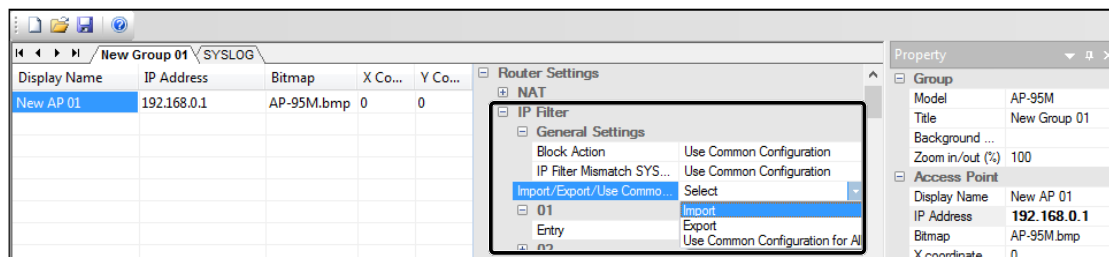 New Group 01 SYSLOG
Display Name IP Address Bitmap X Co... Y Co...
New AP 01 192.168.0.1 AP-95M.bmp 0 0
Router Settings
NAT
IP Filter
General Settings
Block Action Use Common Configuration
IP Filter Mismatch SYS... Use Common Configuration
Import/Export/Use Commo... Select
Import
Export
Use Common Configuration for Al
01
Entry
02
Property
Group
Model AP-95M
Title New Group 01
Background ...
Zoom in/out (%) 100
Access Point
Display Name New AP 01
IP Address 192.168.0.1
Bitmap AP-95M.bmp
X coordinate 0